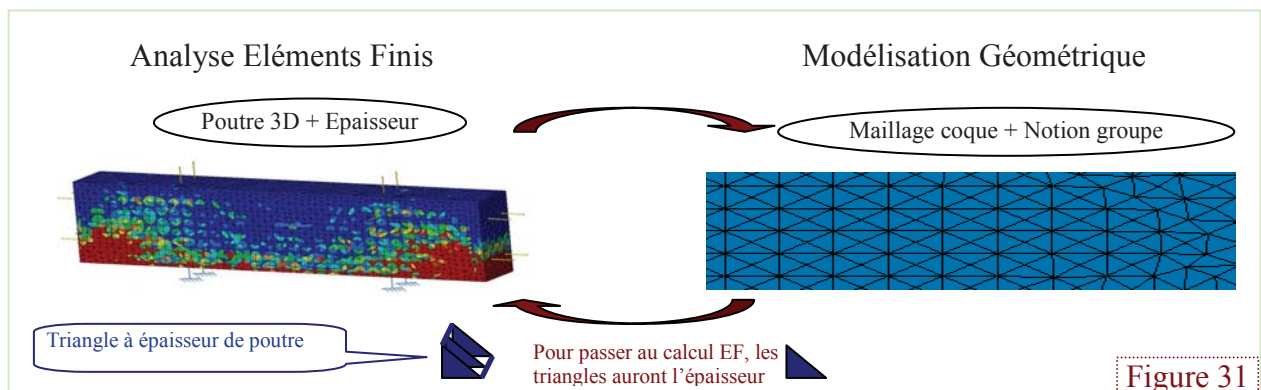 Analyse Eléments Finis
Modélisation Géométrique
Poutre 3D + Epaisseur
Maillage coque + Notion groupe
Triangle à épaisseur de poutre
Pour passer au calcul EF, les
triangles auront l'épaisseur
Figure 31